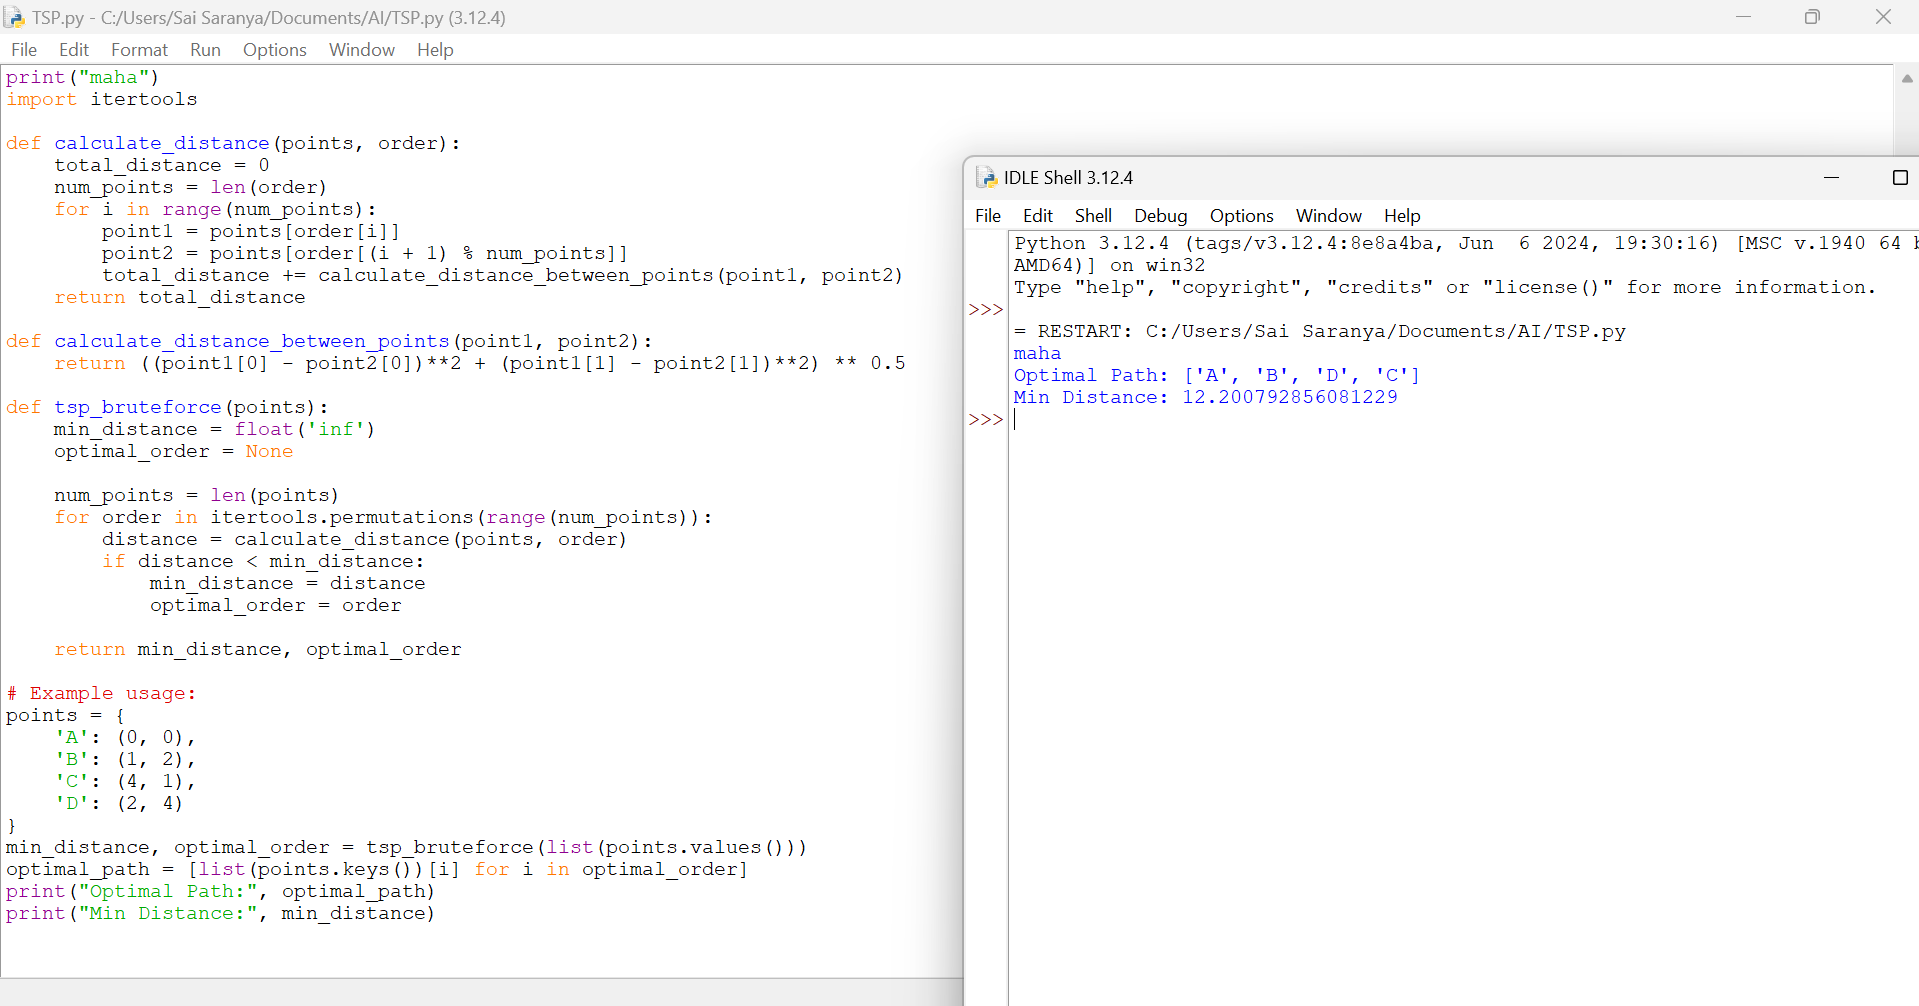 TSP.py - C:/Users/Sai Saranya/Documents/AI/TSP.py (3.12.4)
File Edit Format Run Options Window Help
print("maha")
import itertools

def calculate_distance(points, order):
    total_distance = 0
    num_points = len(order)
    for i in range(num_points):
        point1 = points[order[i]]
        point2 = points[order[(i + 1) % num_points]]
        total_distance += calculate_distance_between_points(point1, point2)
    return total_distance

def calculate_distance_between_points(point1, point2):
    return ((point1[0] - point2[0])**2 + (point1[1] - point2[1])**2) ** 0.5

def tsp_bruteforce(points):
    min_distance = float('inf')
    optimal_order = None

    num_points = len(points)
    for order in itertools.permutations(range(num_points)):
        distance = calculate_distance(points, order)
        if distance < min_distance:
            min_distance = distance
            optimal_order = order

    return min_distance, optimal_order

# Example usage:
points = {
    'A': (0, 0),
    'B': (1, 2),
    'C': (4, 1),
    'D': (2, 4)
}
min_distance, optimal_order = tsp_bruteforce(list(points.values()))
optimal_path = [list(points.keys())[i] for i in optimal_order]
print("Optimal Path:", optimal_path)
print("Min Distance:", min_distance)
IDLE Shell 3.12.4
File Edit Shell Debug Options Window Help
Python 3.12.4 (tags/v3.12.4:8e8a4ba, Jun  6 2024, 19:30:16) [MSC v.1940 64
AMD64)] on win32
Type "help", "copyright", "credits" or "license()" for more information.
>>>
= RESTART: C:/Users/Sai Saranya/Documents/AI/TSP.py
maha
Optimal Path: ['A', 'B', 'D', 'C']
Min Distance: 12.200792856081229
>>>